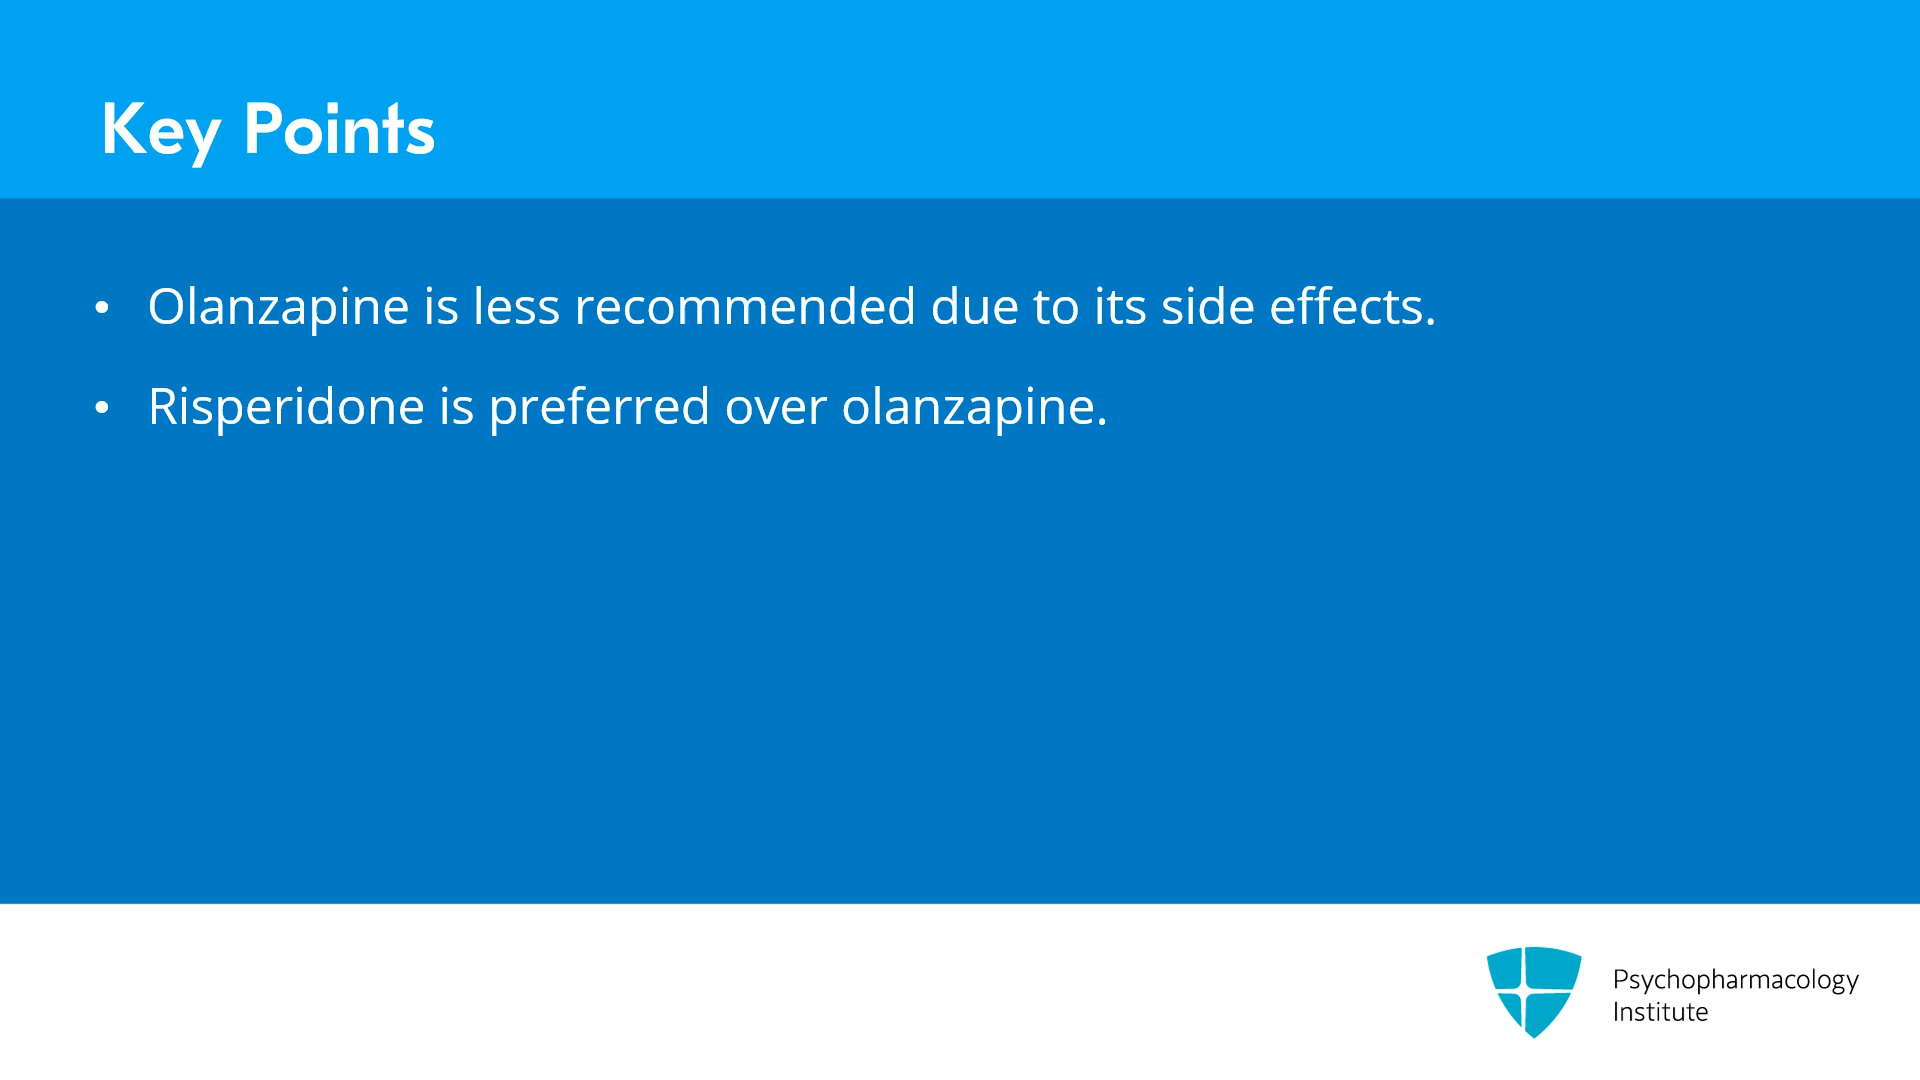 Key Points
• Olanzapine is less recommended due to its side effects.
• Risperidone is preferred over olanzapine.
Psychopharmacology
Institute